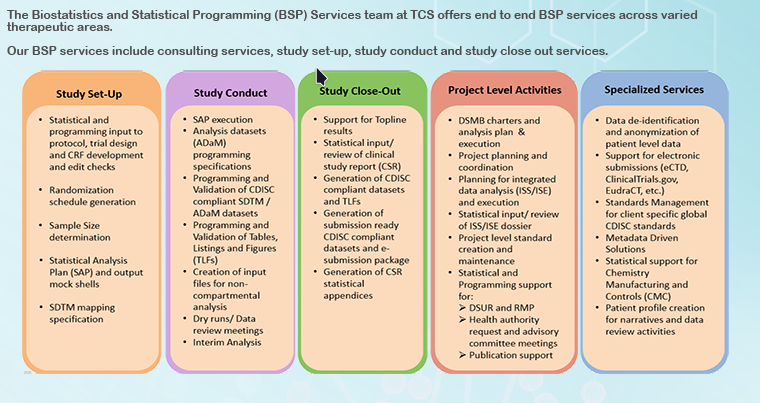 The Biostatistics and Statistical Programming (BSP) Services team at TCS offers end to end BSP services across varied
therapeutic areas.
Our BSP services include consulting services, study set-up, study conduct and study close out services.
Study Set-Up
• Statistical and
programming input to
protocol, trial design
and CRF development
and edit checks
• Randomization
schedule generation
• Sample Size
determination
• Statistical Analysis
Plan (SAP) and output
mock shells
• SDTM mapping
specification
Study Conduct
• SAP execution
• Analysis datasets
(ADaM)
programming
specifications
• Programming and
Validation of CDISC
compliant SDTM /
ADaM datasets
• Programming and
Validation of Tables,
Listings and Figures
(TLFs)
• Creation of input
files for non-
compartmental
analysis
• Dry runs/ Data
review meetings
• Interim Analysis
Study Close-Out
• Support for Topline
results
• Statistical input/
review of clinical
study report (CSR)
• Generation of CDISC
compliant datasets
and TLFs
• Generation of
submission ready
CDISC compliant
datasets and e-
submission package
• Generation of CSR
statistical
appendices
Project Level Activities
• DSMB charters and
analysis plan &
execution
• Project planning and
coordination
• Planning for integrated
data analysis (ISS/ISE)
and execution
• Statistical input/ review
of ISS/ISE dossier
• Project level standard
creation and
maintenance
• Statistical and
Programming support
for:
➢ DSUR and RMP
➢ Health authority
request and advisory
committee meetings
➢ Publication support
Specialized Services
• Data de-identification
and anonymization of
patient level data
• Support for electronic
submissions (eCTD,
ClinicalTrials.gov,
EudraCT, etc.)
• Standards Management
for client specific global
CDISC standards
• Metadata Driven
Solutions
• Statistical support for
Chemistry
Manufacturing and
Controls (CMC)
• Patient profile creation
for narratives and data
review activities